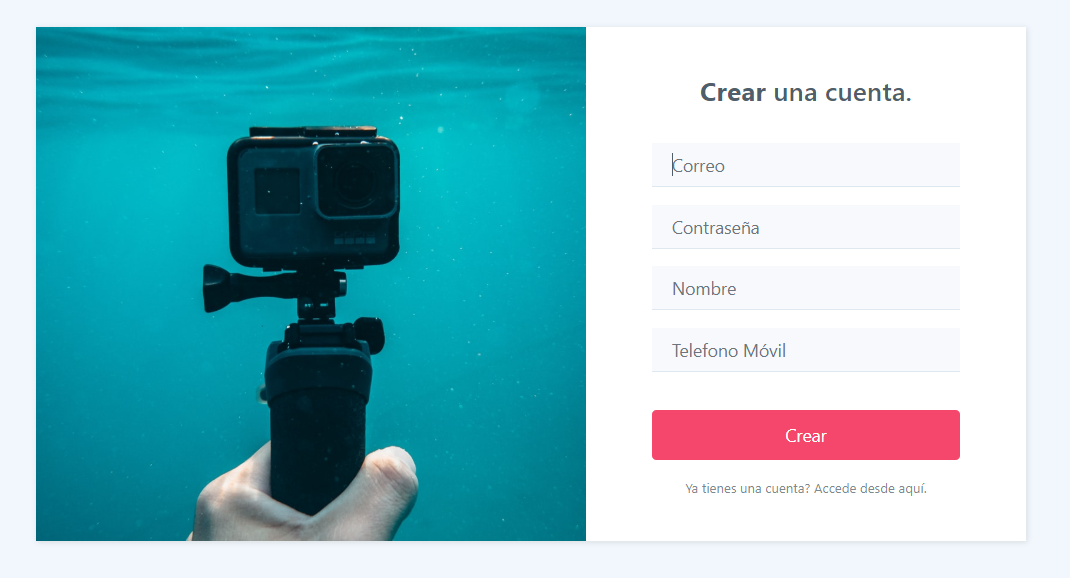 Crear una cuenta.
Correo
Contraseña
Nombre
Telefono Móvil
Crear
Ya tienes una cuenta? Accede desde aquí.